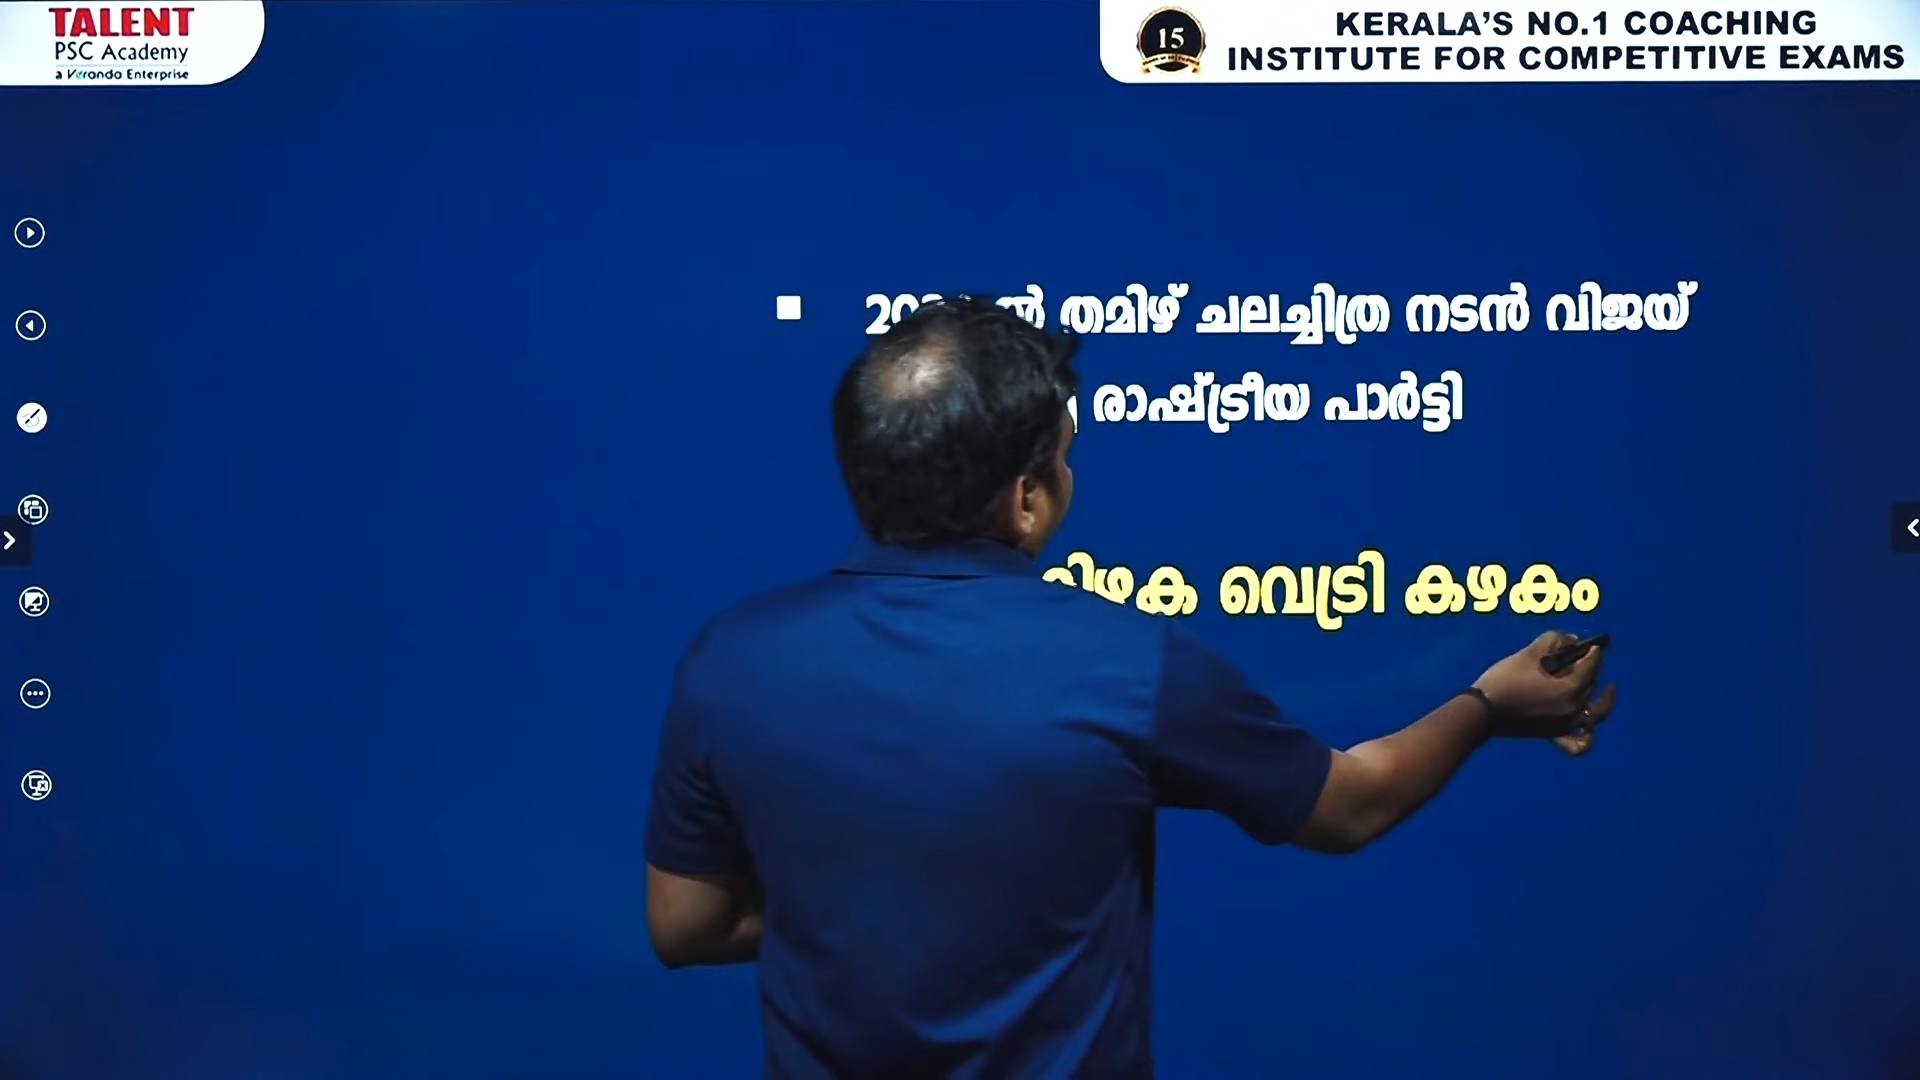 TALENT
PSC Academy
a Veranda Enterprise
15
KERALA'S NO.1 COACHING
INSTITUTE FOR COMPETITIVE EXAMS
തമിഴ് ചലച്ചിത്ര നടൻ വിജയ്
രാഷ്ട്രീയ പാർട്ടി
വെട്രി കഴകം